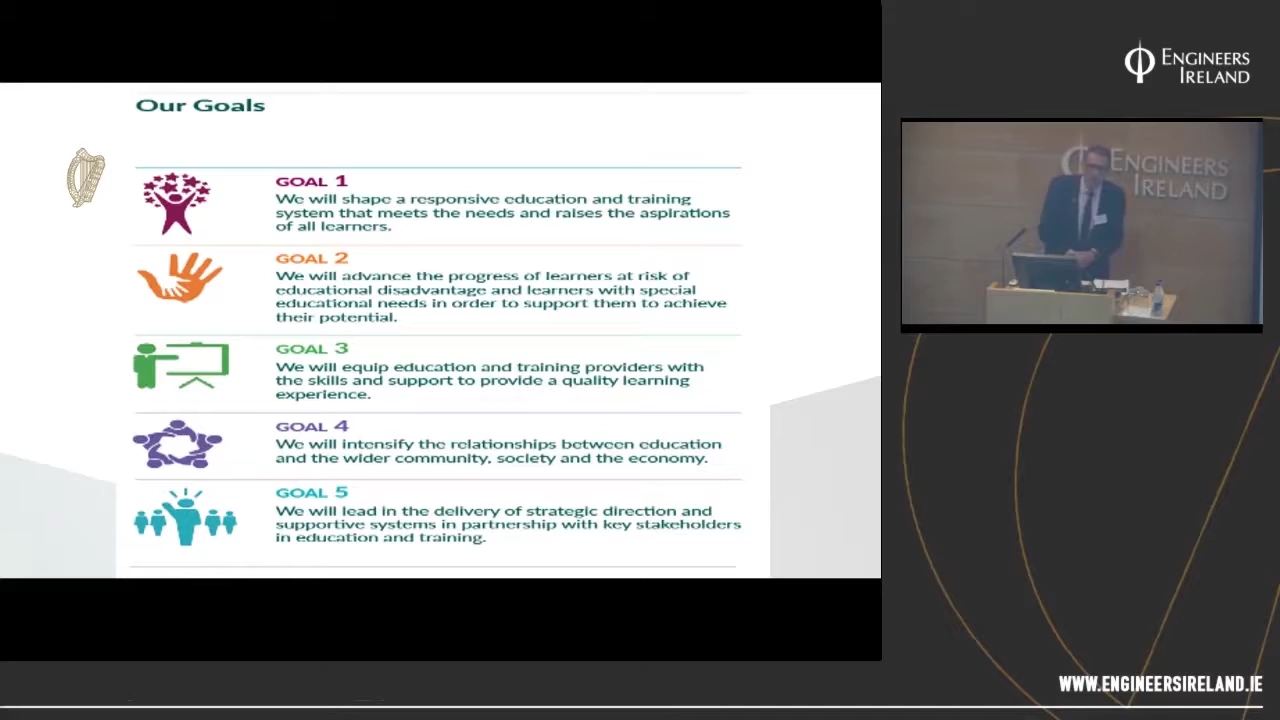 Our Goals
GOAL 1
We will shape a responsive education and training
system that meets the needs and raises the aspirations
of all learners.
GOAL 2
We will advance the progress of learners at risk of
educational disadvantage and learners with special
educational needs in order to support them to achieve
their potential.
GOAL 3
We will equip education and training providers with
the skills and support to provide a quality learning
experience.
GOAL 4
We will intensify the relationships between education
and the wider community, society and the economy.
GOAL 5
We will lead in the delivery of strategic direction and
supportive systems in partnership with key stakeholders
in education and training.
ENGINEERS
IRELAND
ENGINEERS
IRELAND
WWW.ENGINEERSIRELAND.IE